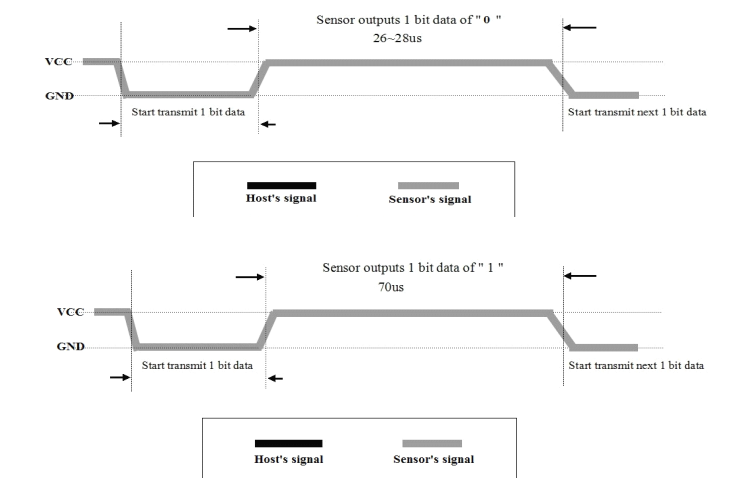 Sensor outputs 1 bit data of " 0 "
26~28us
VCC
GND
Start transmit 1 bit data
Start transmit next 1 bit data
Host's signal
Sensor's signal
Sensor outputs 1 bit data of " 1 "
70us
VCC
GND
Start transmit 1 bit data
Start transmit next 1 bit data
Host's signal
Sensor's signal